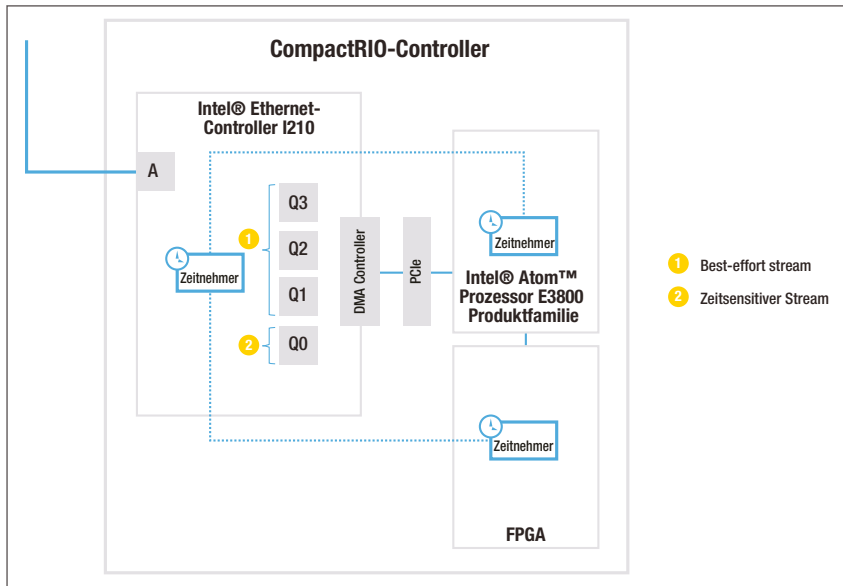 CompactRIO-Controller
Intel® Ethernet-
Controller I210
A
Q3
1
Q2
Zeitnehmer
Q1
2
Q0
DMA Controller
PCIe
Zeitnehmer
Intel® Atom™
Prozessor E3800
Produktfamilie
Zeitnehmer
FPGA
1 Best-effort stream
2 Zeitsensitiver Stream